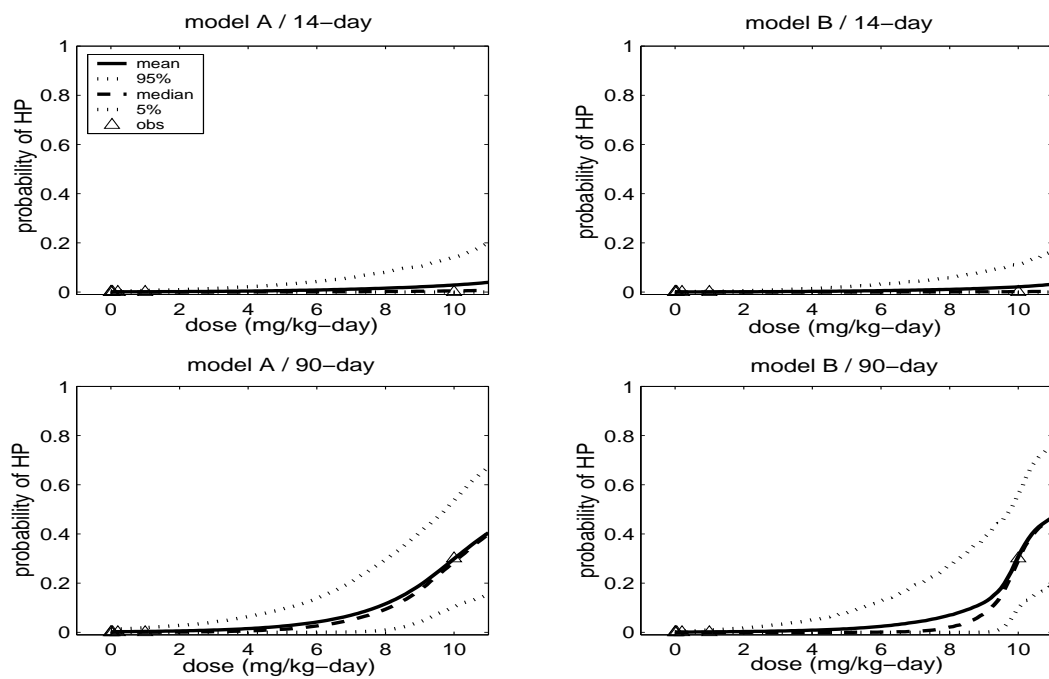 model A / 14−day
1
0.8
0.6
0.4
0.2
0
probability of HP
mean
95%
median
5%
obs
0 2 4 6 8 10
dose (mg/kg−day)
model B / 14−day
1
0.8
0.6
0.4
0.2
0
probability of HP
0 2 4 6 8 10
dose (mg/kg−day)
model A / 90−day
1
0.8
0.6
0.4
0.2
0
probability of HP
0 2 4 6 8 10
dose (mg/kg−day)
model B / 90−day
1
0.8
0.6
0.4
0.2
0
probability of HP
0 2 4 6 8 10
dose (mg/kg−day)